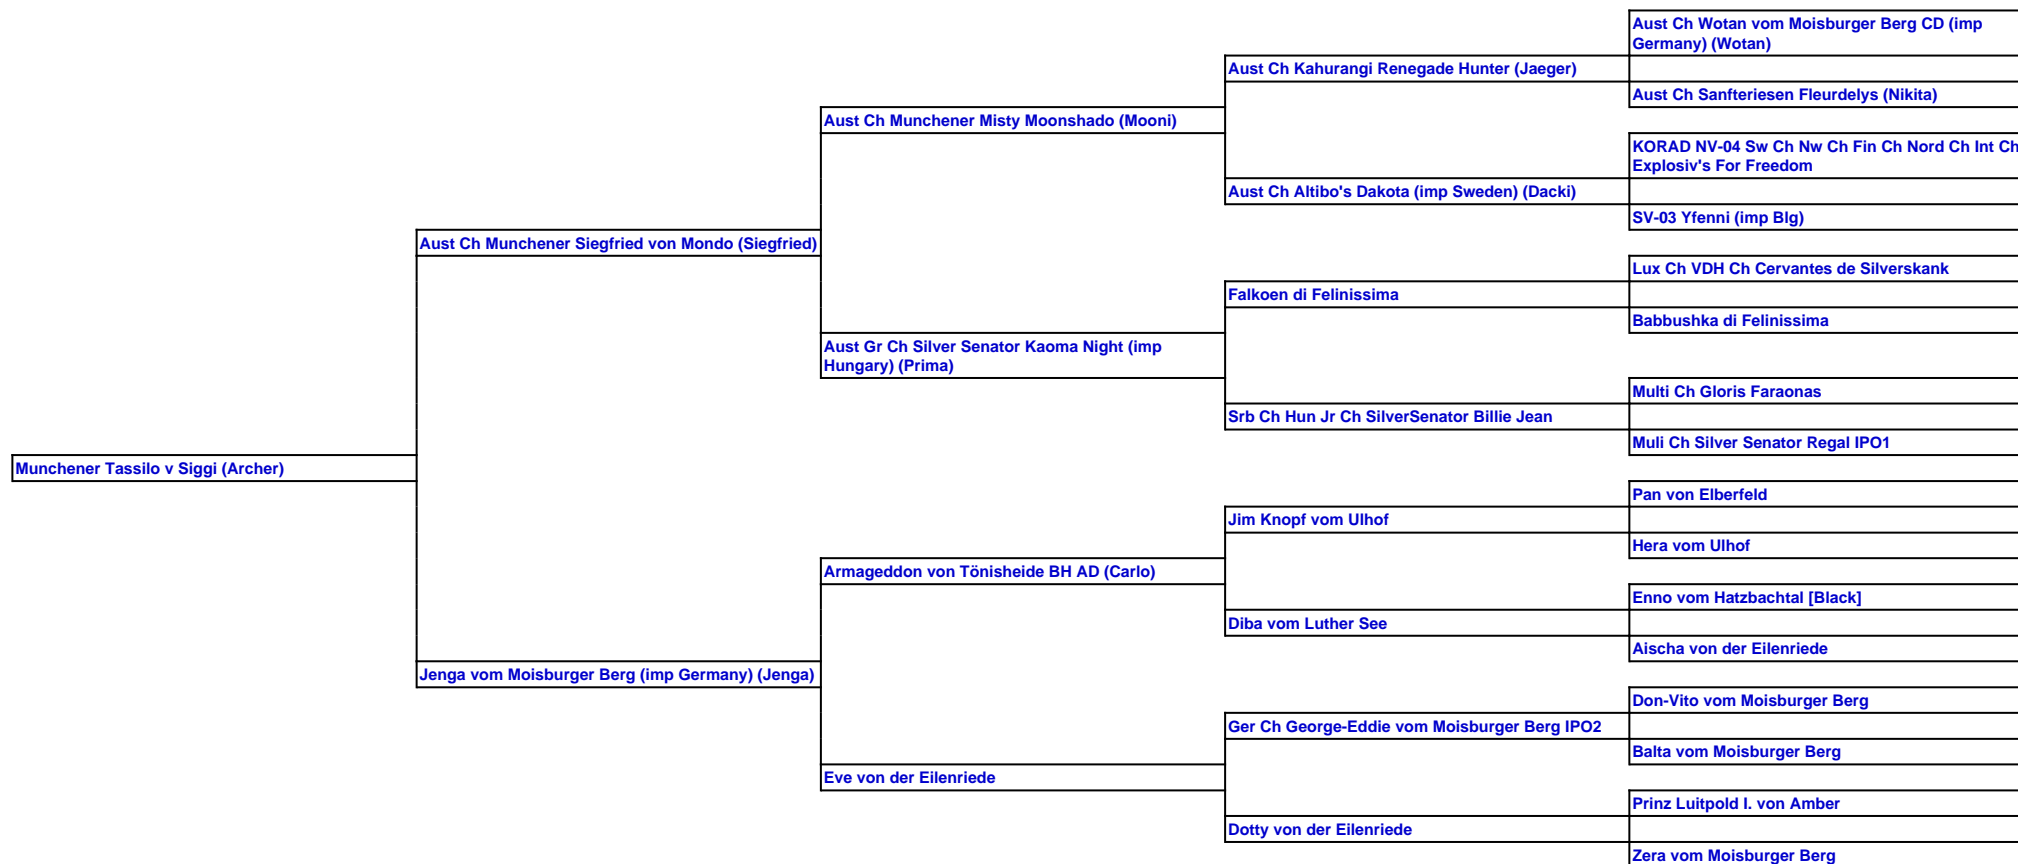 Aust Ch Wotan vom Moisburger Berg CD (imp
Germany) (Wotan)
Aust Ch Kahurangi Renegade Hunter (Jaeger)
Aust Ch Sanfteriesen Fleurdelys (Nikita)
Aust Ch Munchener Misty Moonshado (Mooni)
KORAD NV-04 Sw Ch Nw Ch Fin Ch Nord Ch Int Ch
Explosiv's For Freedom
Aust Ch Altibo's Dakota (imp Sweden) (Dacki)
SV-03 Yfenni (imp Blg)
Aust Ch Munchener Siegfried von Mondo (Siegfried)
Lux Ch VDH Ch Cervantes de Silverskank
Falkoen di Felinissima
Babbushka di Felinissima
Aust Gr Ch Silver Senator Kaoma Night (imp
Hungary) (Prima)
Multi Ch Gloris Faraonas
Srb Ch Hun Jr Ch SilverSenator Billie Jean
Muli Ch Silver Senator Regal IPO1
Munchener Tassilo v Siggi (Archer)
Pan von Elberfeld
Jim Knopf vom Ulhof
Hera vom Ulhof
Armageddon von Tönisheide BH AD (Carlo)
Enno vom Hatzbachtal [Black]
Diba vom Luther See
Aischa von der Eilenriede
Jenga vom Moisburger Berg (imp Germany) (Jenga)
Don-Vito vom Moisburger Berg
Ger Ch George-Eddie vom Moisburger Berg IPO2
Balta vom Moisburger Berg
Eve von der Eilenriede
Prinz Luitpold I. von Amber
Dotty von der Eilenriede
Zera vom Moisburger Berg